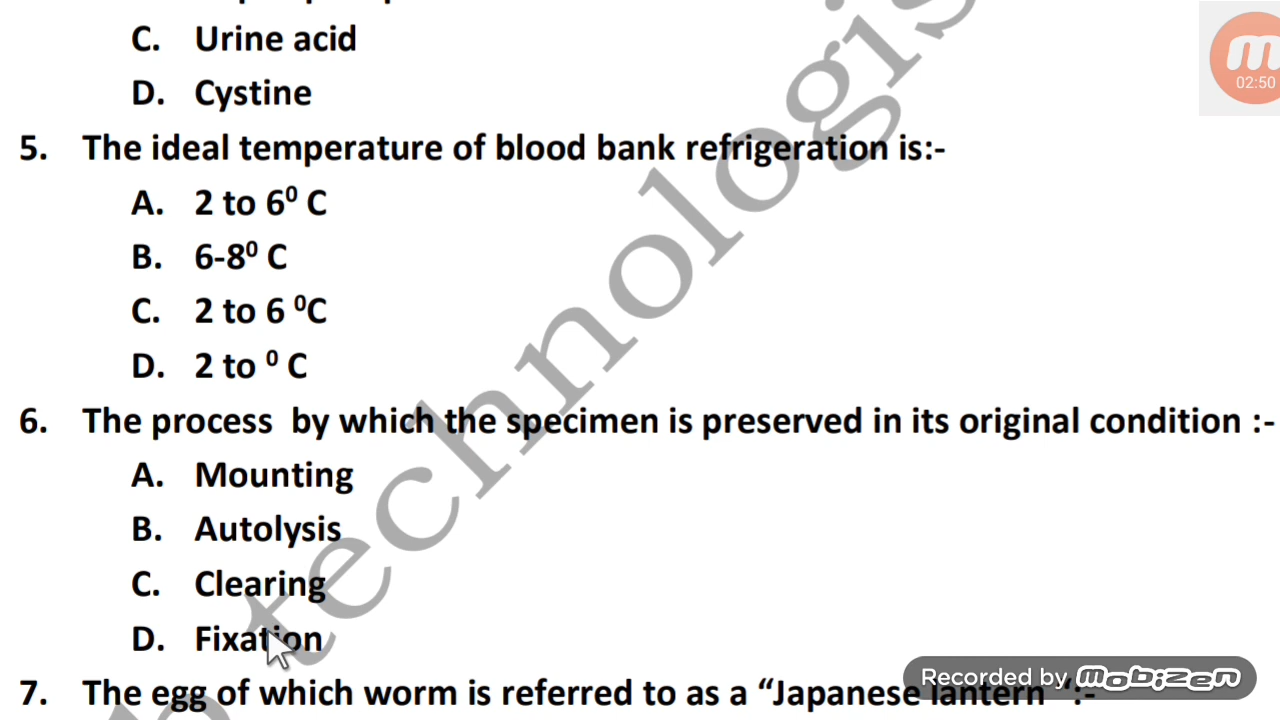 C. Urine acid
D. Cystine
5. The ideal temperature of blood bank refrigeration is:-
A. 2 to 6⁰ C
B. 6-8⁰ C
C. 2 to 6 ⁰C
D. 2 to ⁰ C
6. The process by which the specimen is preserved in its original condition :-
A. Mounting
B. Autolysis
C. Clearing
D. Fixation
7. The egg of which worm is referred to as a “Japanese lantern “:-
02:50
Recorded by mobizen